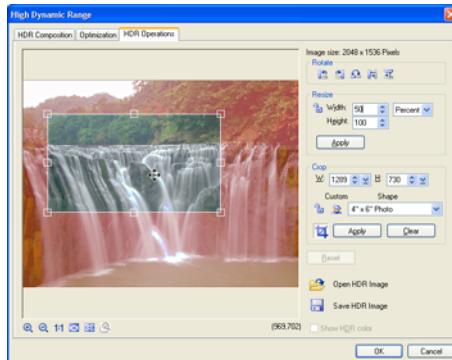 High Dynamic Range
HDR Composition Optimization HDR Operations
Image size: 2048 x 1536 Pixels
Rotate
Resize
Width: 50 Percent
Height: 100
Apply
Crop
W: 1289 H: 730
Custom Shape
4" x 6" Photo
Apply Clear
Reset
Open HDR Image
Save HDR Image
1:1 (969,702) Show HDR color
OK Cancel